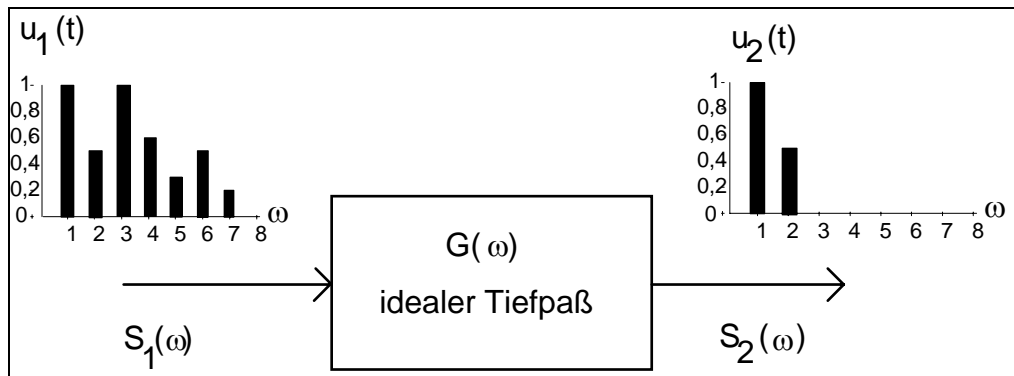 u1(t)
1
0,8
0,6
0,4
0,2
0
1 2 3 4 5 6 7 8
ω
u2(t)
1
0,8
0,6
0,4
0,2
0
1 2 3 4 5 6 7 8
ω
G(ω)
idealer Tiefpaß
S1(ω)
S2(ω)